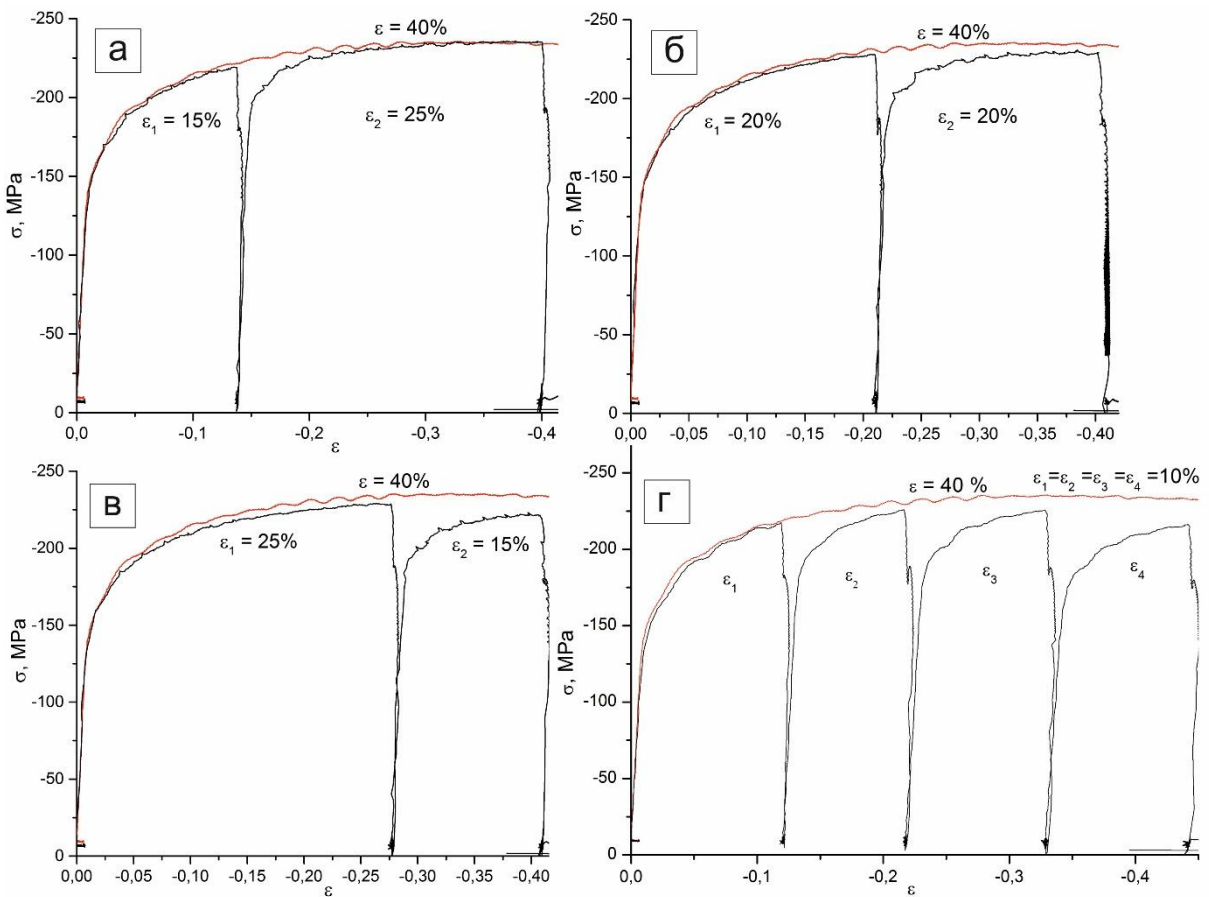 а
ε = 40%
ε1 = 15%
ε2 = 25%
σ, MPa
-250
-200
-150
-100
-50
0
0,0
-0,1
-0,2
-0,3
-0,4
ε
б
ε = 40%
ε1 = 20%
ε2 = 20%
σ, MPa
-250
-200
-150
-100
-50
0
0,00
-0,05
-0,10
-0,15
-0,20
-0,25
-0,30
-0,35
-0,40
ε
в
ε = 40%
ε1 = 25%
ε2 = 15%
σ, MPa
-250
-200
-150
-100
-50
0
0,00
-0,05
-0,10
-0,15
-0,20
-0,25
-0,30
-0,35
-0,40
ε
г
ε = 40 %
ε1 = ε2 = ε3 = ε4 =10%
ε1
ε2
ε3
ε4
σ, MPa
-250
-200
-150
-100
-50
0
0,0
-0,1
-0,2
-0,3
-0,4
ε